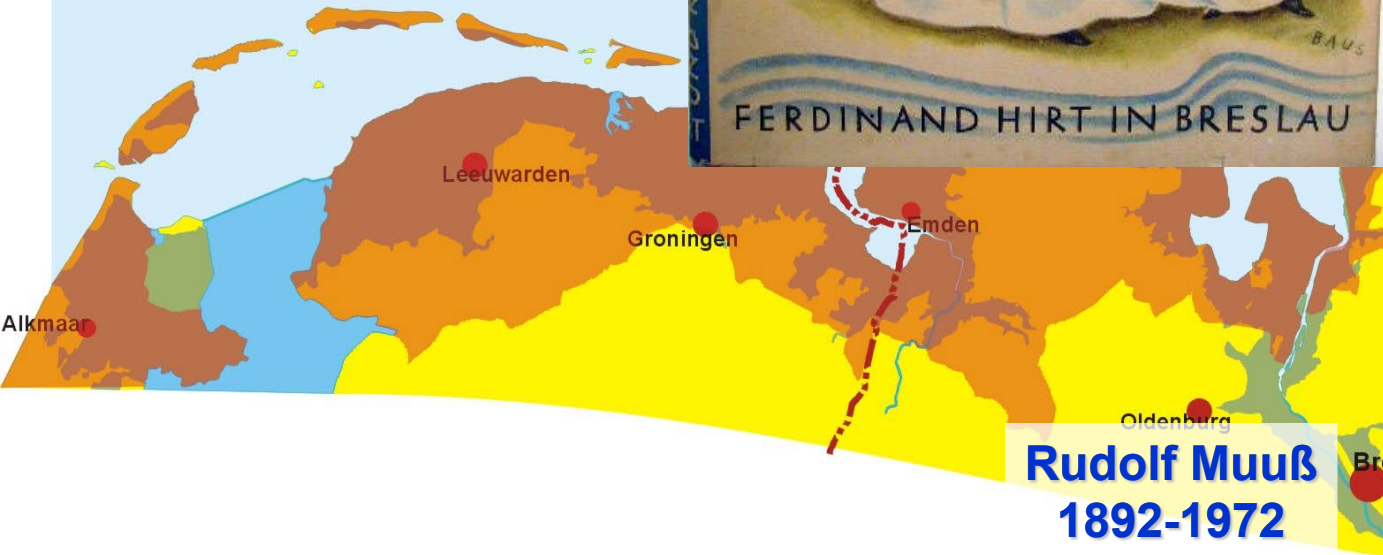 BAUS
FERDINAND HIRT IN BRESLAU
Leeuwarden
Groningen
Emden
Alkmaar
Oldenburg
Rudolf Muuß
1892-1972